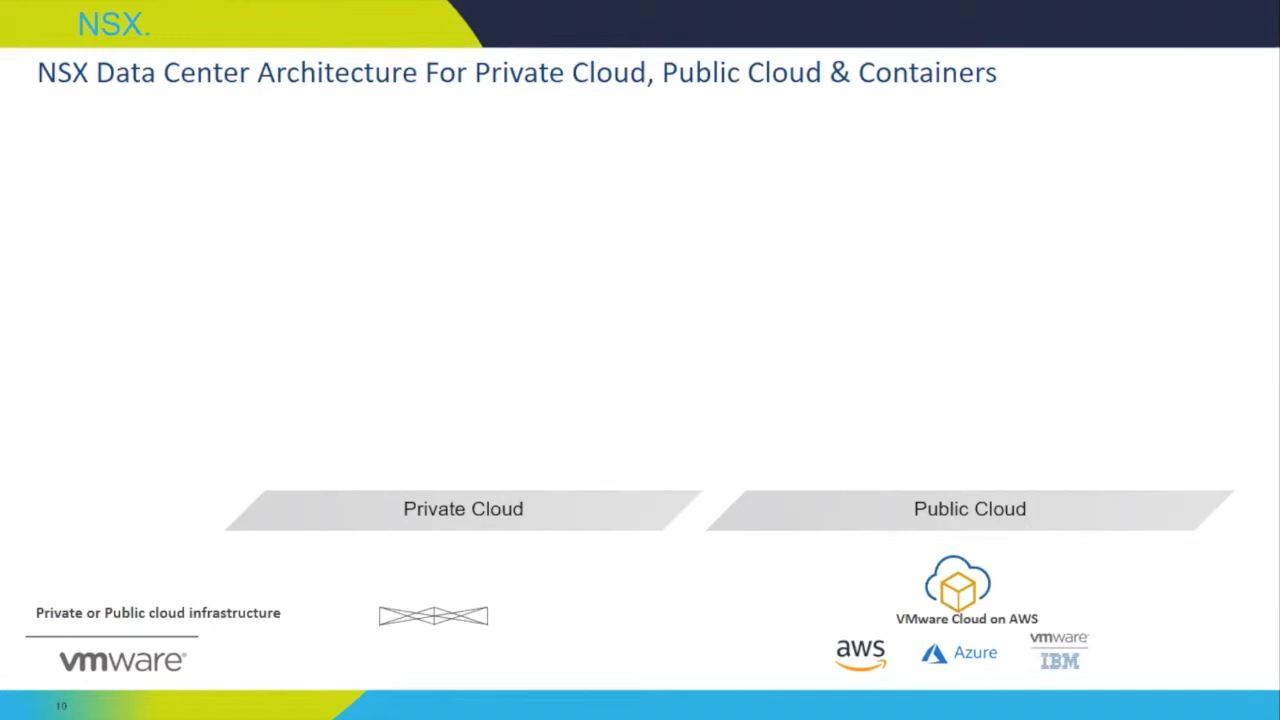 NSX.
NSX Data Center Architecture For Private Cloud, Public Cloud & Containers
Private Cloud
Public Cloud
Private or Public cloud infrastructure
VMware Cloud on AWS
aws
Azure
vmware
IBM
vmware®
10